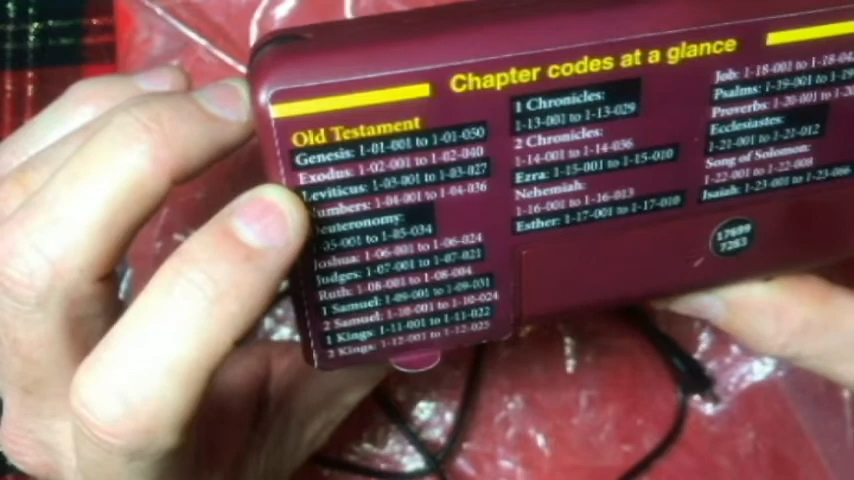 Chapter codes at a glance
Old Testament
Genesis: 1-01-001 to 1-01-050
Exodus: 1-02-001 to 1-02-040
Leviticus: 1-03-001 to 1-03-027
umbers: 1-04-001 to 1-04-036
euteronomy:
05-001 to 1-05-034
Joshua: 1-06-001 to 1-06-024
Judges: 1-07-001 to 1-07-021
Ruth: 1-08-001 to 1-08-004
1 Samuel: 1-09-001 to 1-09-031
2 Samuel: 1-10-001 to 1-10-024
1 Kings: 1-11-001 to 1-11-022
2 Kings: 1-12-001 to 1-12-025
1 Chronicles:
1-13-001 to 1-13-029
2 Chronicles:
1-14-001 to 1-14-036
Ezra: 1-15-001 to 1-15-010
Nehemiah:
1-16-001 to 1-16-013
Esther: 1-17-001 to 1-17-010
Job: 1-18-001 to 1-18-04
Psalms: 1-19-001 to 1-19
Proverbs: 1-20-001 to 1-20
Ecclesiastes:
1-21-001 to 1-21-012
Song of Solomon:
1-22-001 to 1-22-008
Isaiah: 1-23-001 to 1-23-066
17699
7283